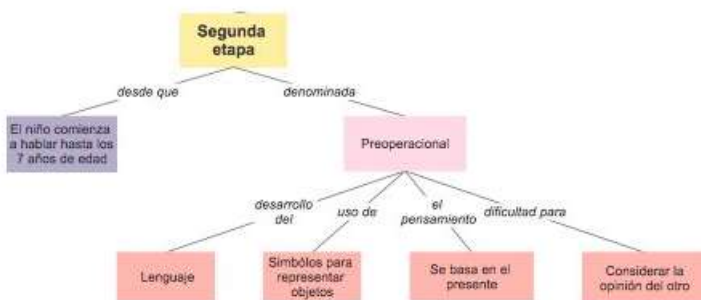 Segunda
etapa
desde que
denominada
El niño comienza
a hablar hasta los
7 años de edad
Preoperacional
desarrollo
del
uso de
el
pensamiento
dificultad para
Lenguaje
Simbólos para
representar
objetos
Se basa en el
presente
Considerar la
opinión del otro